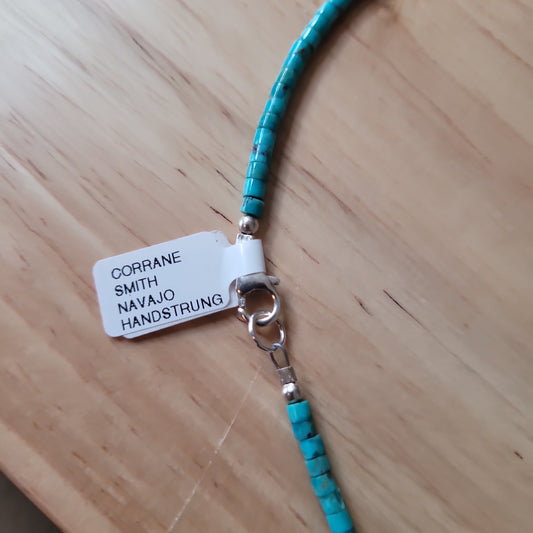 CORRANE
SMITH
NAVAJO
HANDSTRUNG